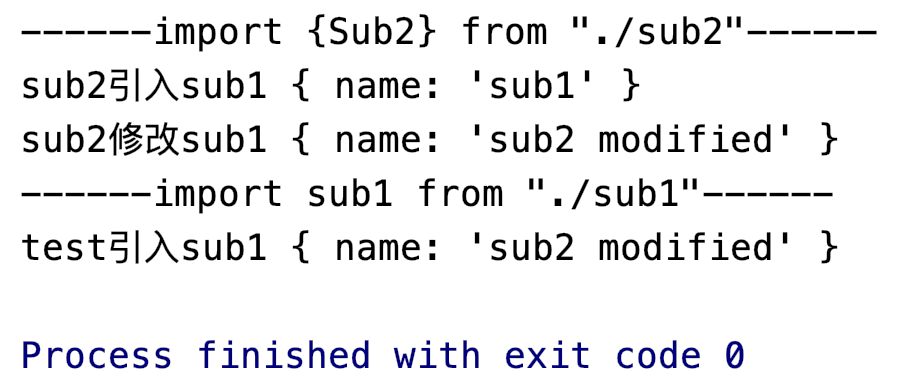 ------import {Sub2} from "./sub2"------
sub2引入sub1 { name: 'sub1' }
sub2修改sub1 { name: 'sub2 modified' }
------import sub1 from "./sub1"------
test引入sub1 { name: 'sub2 modified' }
Process finished with exit code 0